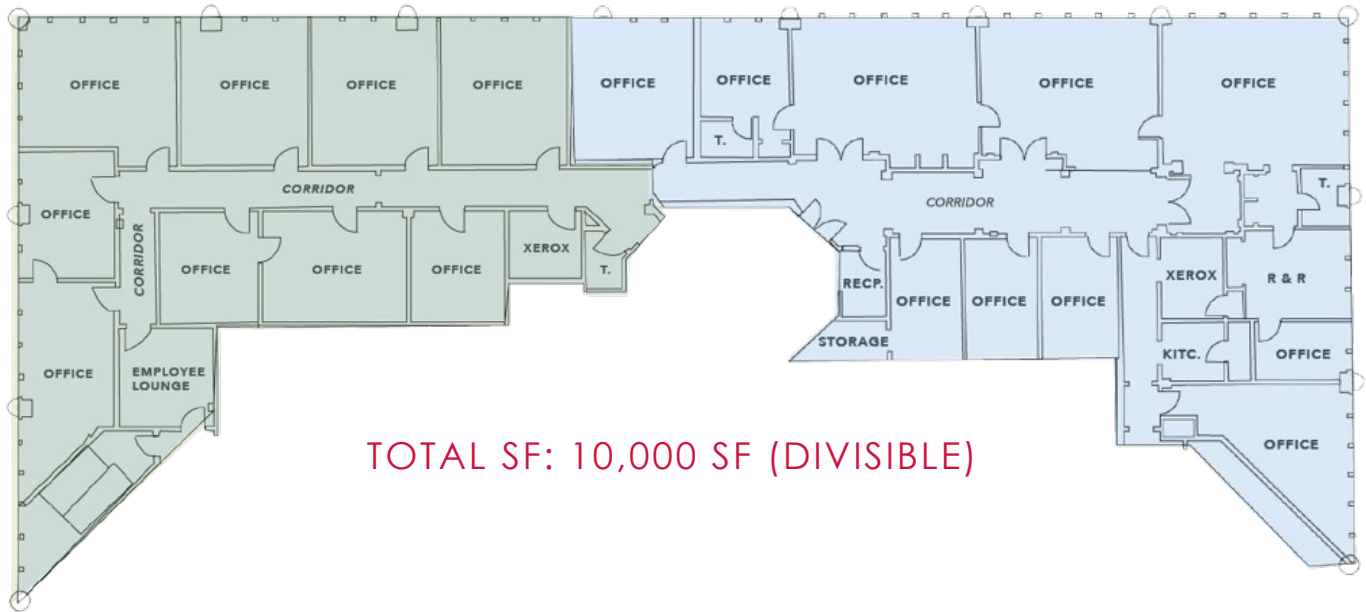 OFFICE
OFFICE
OFFICE
OFFICE
OFFICE
OFFICE
OFFICE
OFFICE
OFFICE
T.
CORRIDOR
T.
CORRIDOR
OFFICE
CORRIDOR
XEROX
OFFICE
OFFICE
OFFICE
T.
RECP.
OFFICE
OFFICE
OFFICE
XEROX
R & R
STORAGE
KITC.
OFFICE
OFFICE
EMPLOYEE
LOUNGE
OFFICE
TOTAL SF: 10,000 SF (DIVISIBLE)